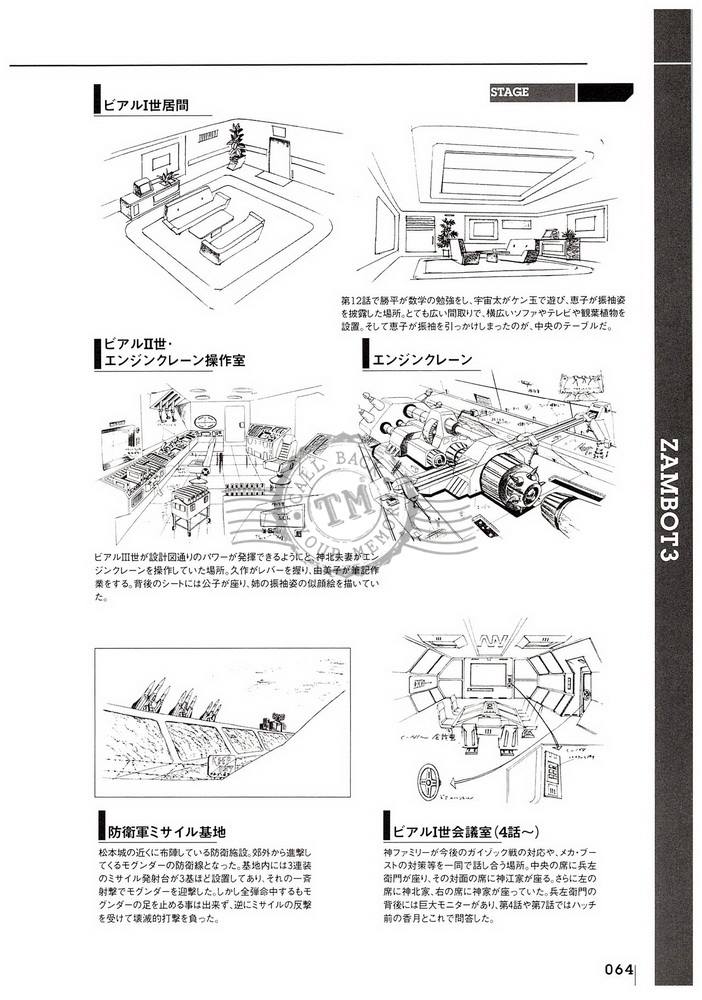 STAGE
ビアルI世居間
第12話で勝平が数学の勉強をし、宇宙太がケン玉で遊び、恵子が振袖姿
を披露した場所。とても広い間取りで、横広いソファやテレビや観葉植物を
設置。そして恵子が振袖を引っかけしまったのが、中央のテーブルだ。
ビアルII世・
エンジンクレーン操作室
エンジンクレーン
CALL BACK
TM
OUR MEMO
ビアルIII世が設計図通りのパワーが発揮できるようにと、神北夫妻がエン
ジンクレーンを操作していた場所。久作がレバーを握り、由美子が筆記作
業をする。背後のシートには公子が座り、姉の振袖姿の似顔絵を描いてい
た。
防衛軍ミサイル基地
松本城の近くに布陣している防衛施設。郊外から進撃し
てくるモグンダーの防衛線となった。基地内には3連装
のミサイル発射台が3基ほど設置してあり、それの一斉
射撃でモグンダーを迎撃した。しかし全弾命中するもモ
グンダーの足を止める事は出来ず、逆にミサイルの反撃
を受けて壊滅的打撃を負った。
ビアルI世会議室(4話〜)
神ファミリーが今後のガイゾック戦の対応や、メカ・ブー
ストの対策等を一同で話し合う場所。中央の席に兵左
衛門が座り、その対面の席に神江家が座る。さらに左の
席に神北家、右の席に神家が座っていた。兵左衛門の
背後には巨大モニターがあり、第4話や第7話ではハッチ
前の香月とこれで問答した。
ZAMBOT3
064